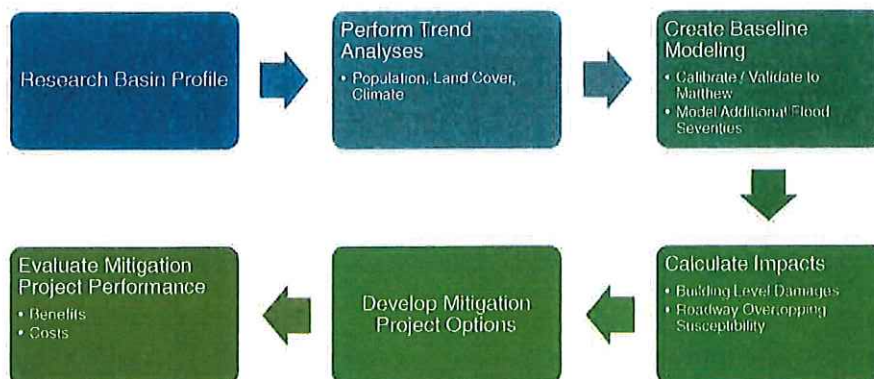 Research Basin Profile
Perform Trend
Analyses
• Population, Land Cover,
Climate
Create Baseline
Modeling
• Calibrate / Validate to
Matthew
• Model Additional Flood
Severities
Calculate Impacts
• Building Level Damages
• Roadway Overtopping
Susceptibility
Develop Mitigation
Project Options
Evaluate Mitigation
Project Performance
• Benefits
• Costs